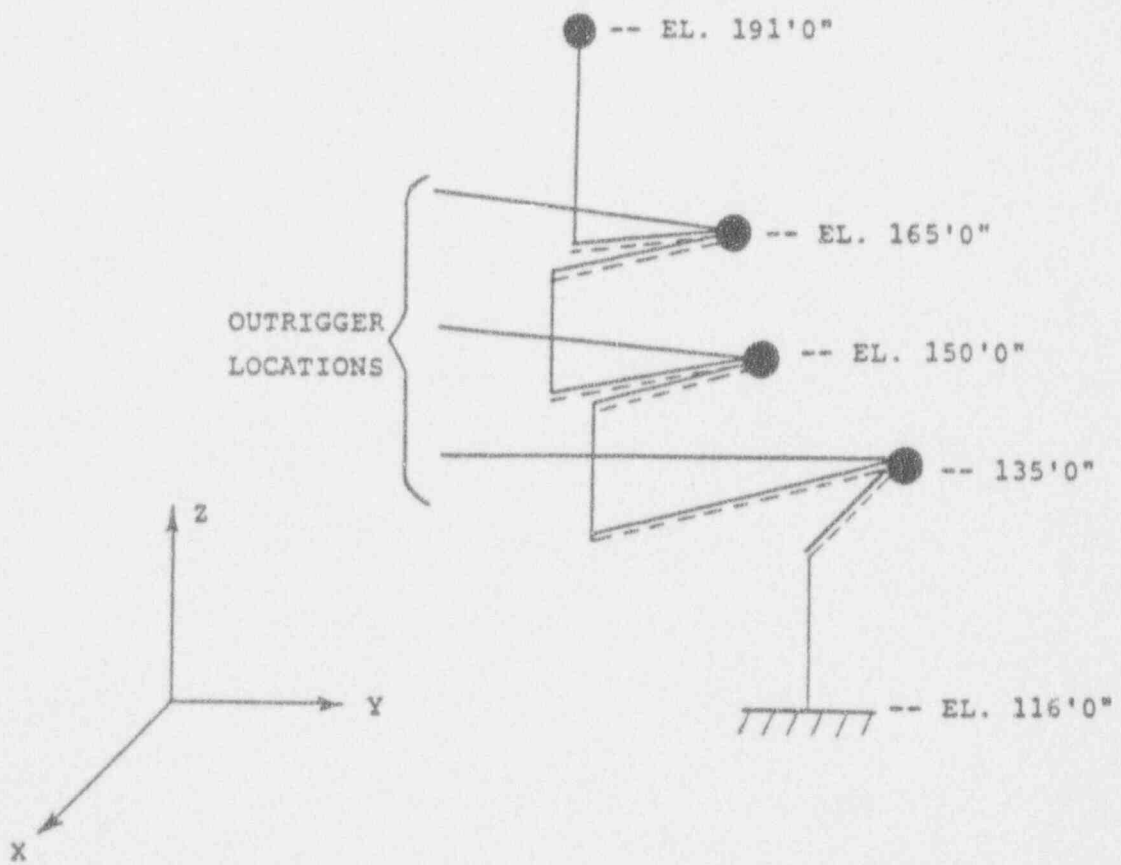 -- EL. 191'0"
-- EL. 165'0"
OUTRIGGER
LOCATIONS
-- EL. 150'0"
-- 135'0"
Z
Y
-- EL. 116'0"
X